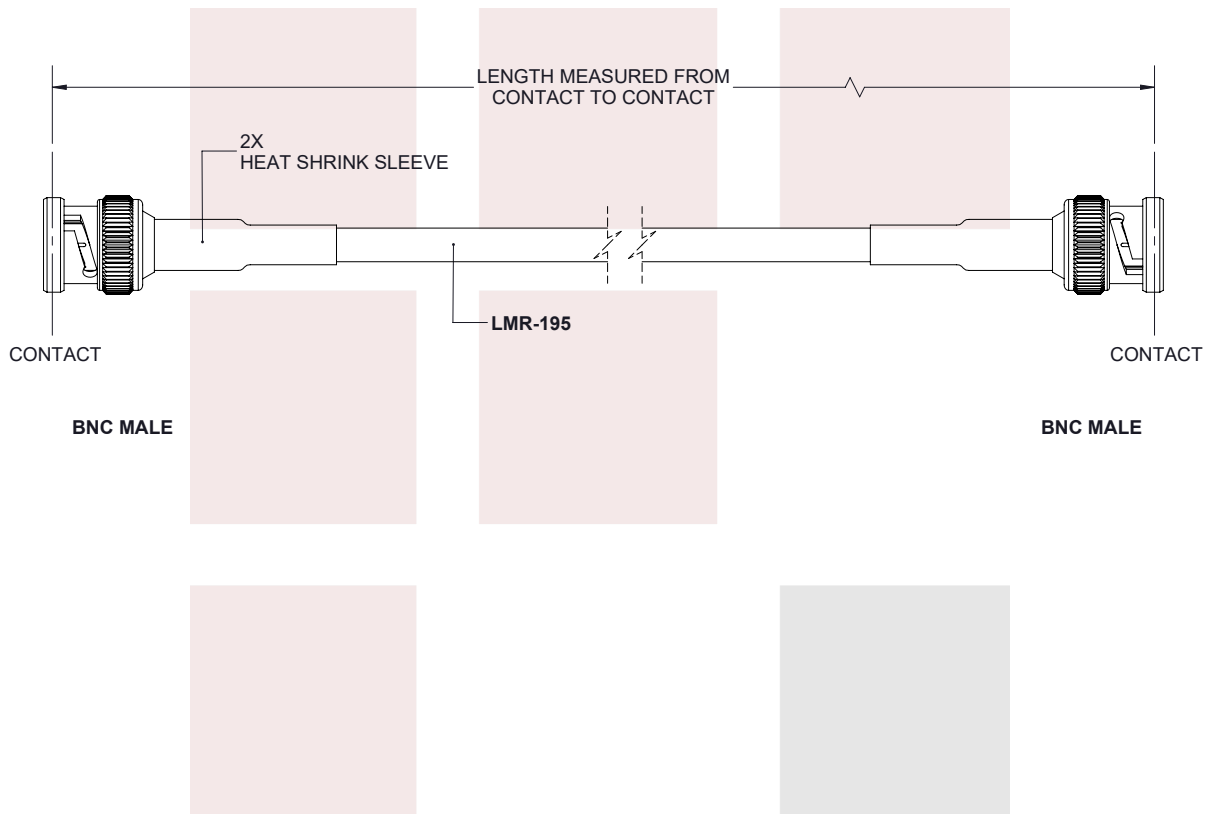 LENGTH MEASURED FROM
CONTACT TO CONTACT
2X
HEAT SHRINK SLEEVE
LMR-195
CONTACT
CONTACT
BNC MALE
BNC MALE